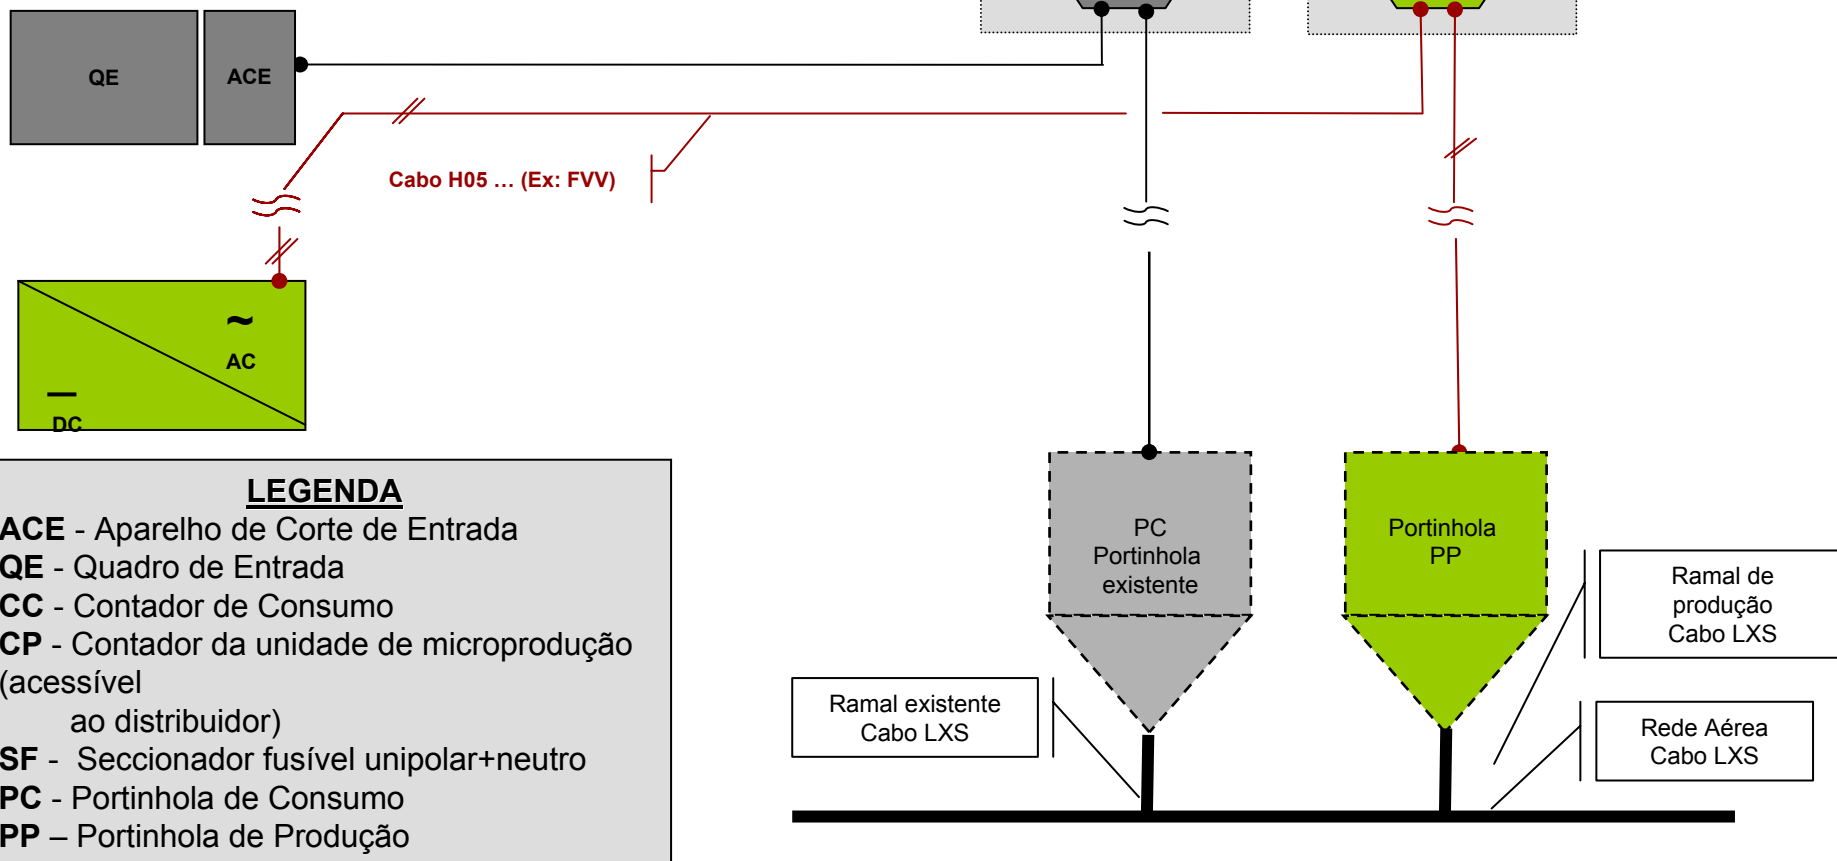 QE
ACE
Cabo H05 ... (Ex: FVV)
~
AC
DC
LEGENDA
ACE - Aparelho de Corte de Entrada
QE - Quadro de Entrada
CC - Contador de Consumo
CP - Contador da unidade de microprodução
(acessível
ao distribuidor)
SF - Seccionador fusível unipolar+neutro
PC - Portinhola de Consumo
PP – Portinhola de Produção
PC
Portinhola
existente
Portinhola
PP
Ramal de
produção
Cabo LXS
Ramal existente
Cabo LXS
Rede Aérea
Cabo LXS